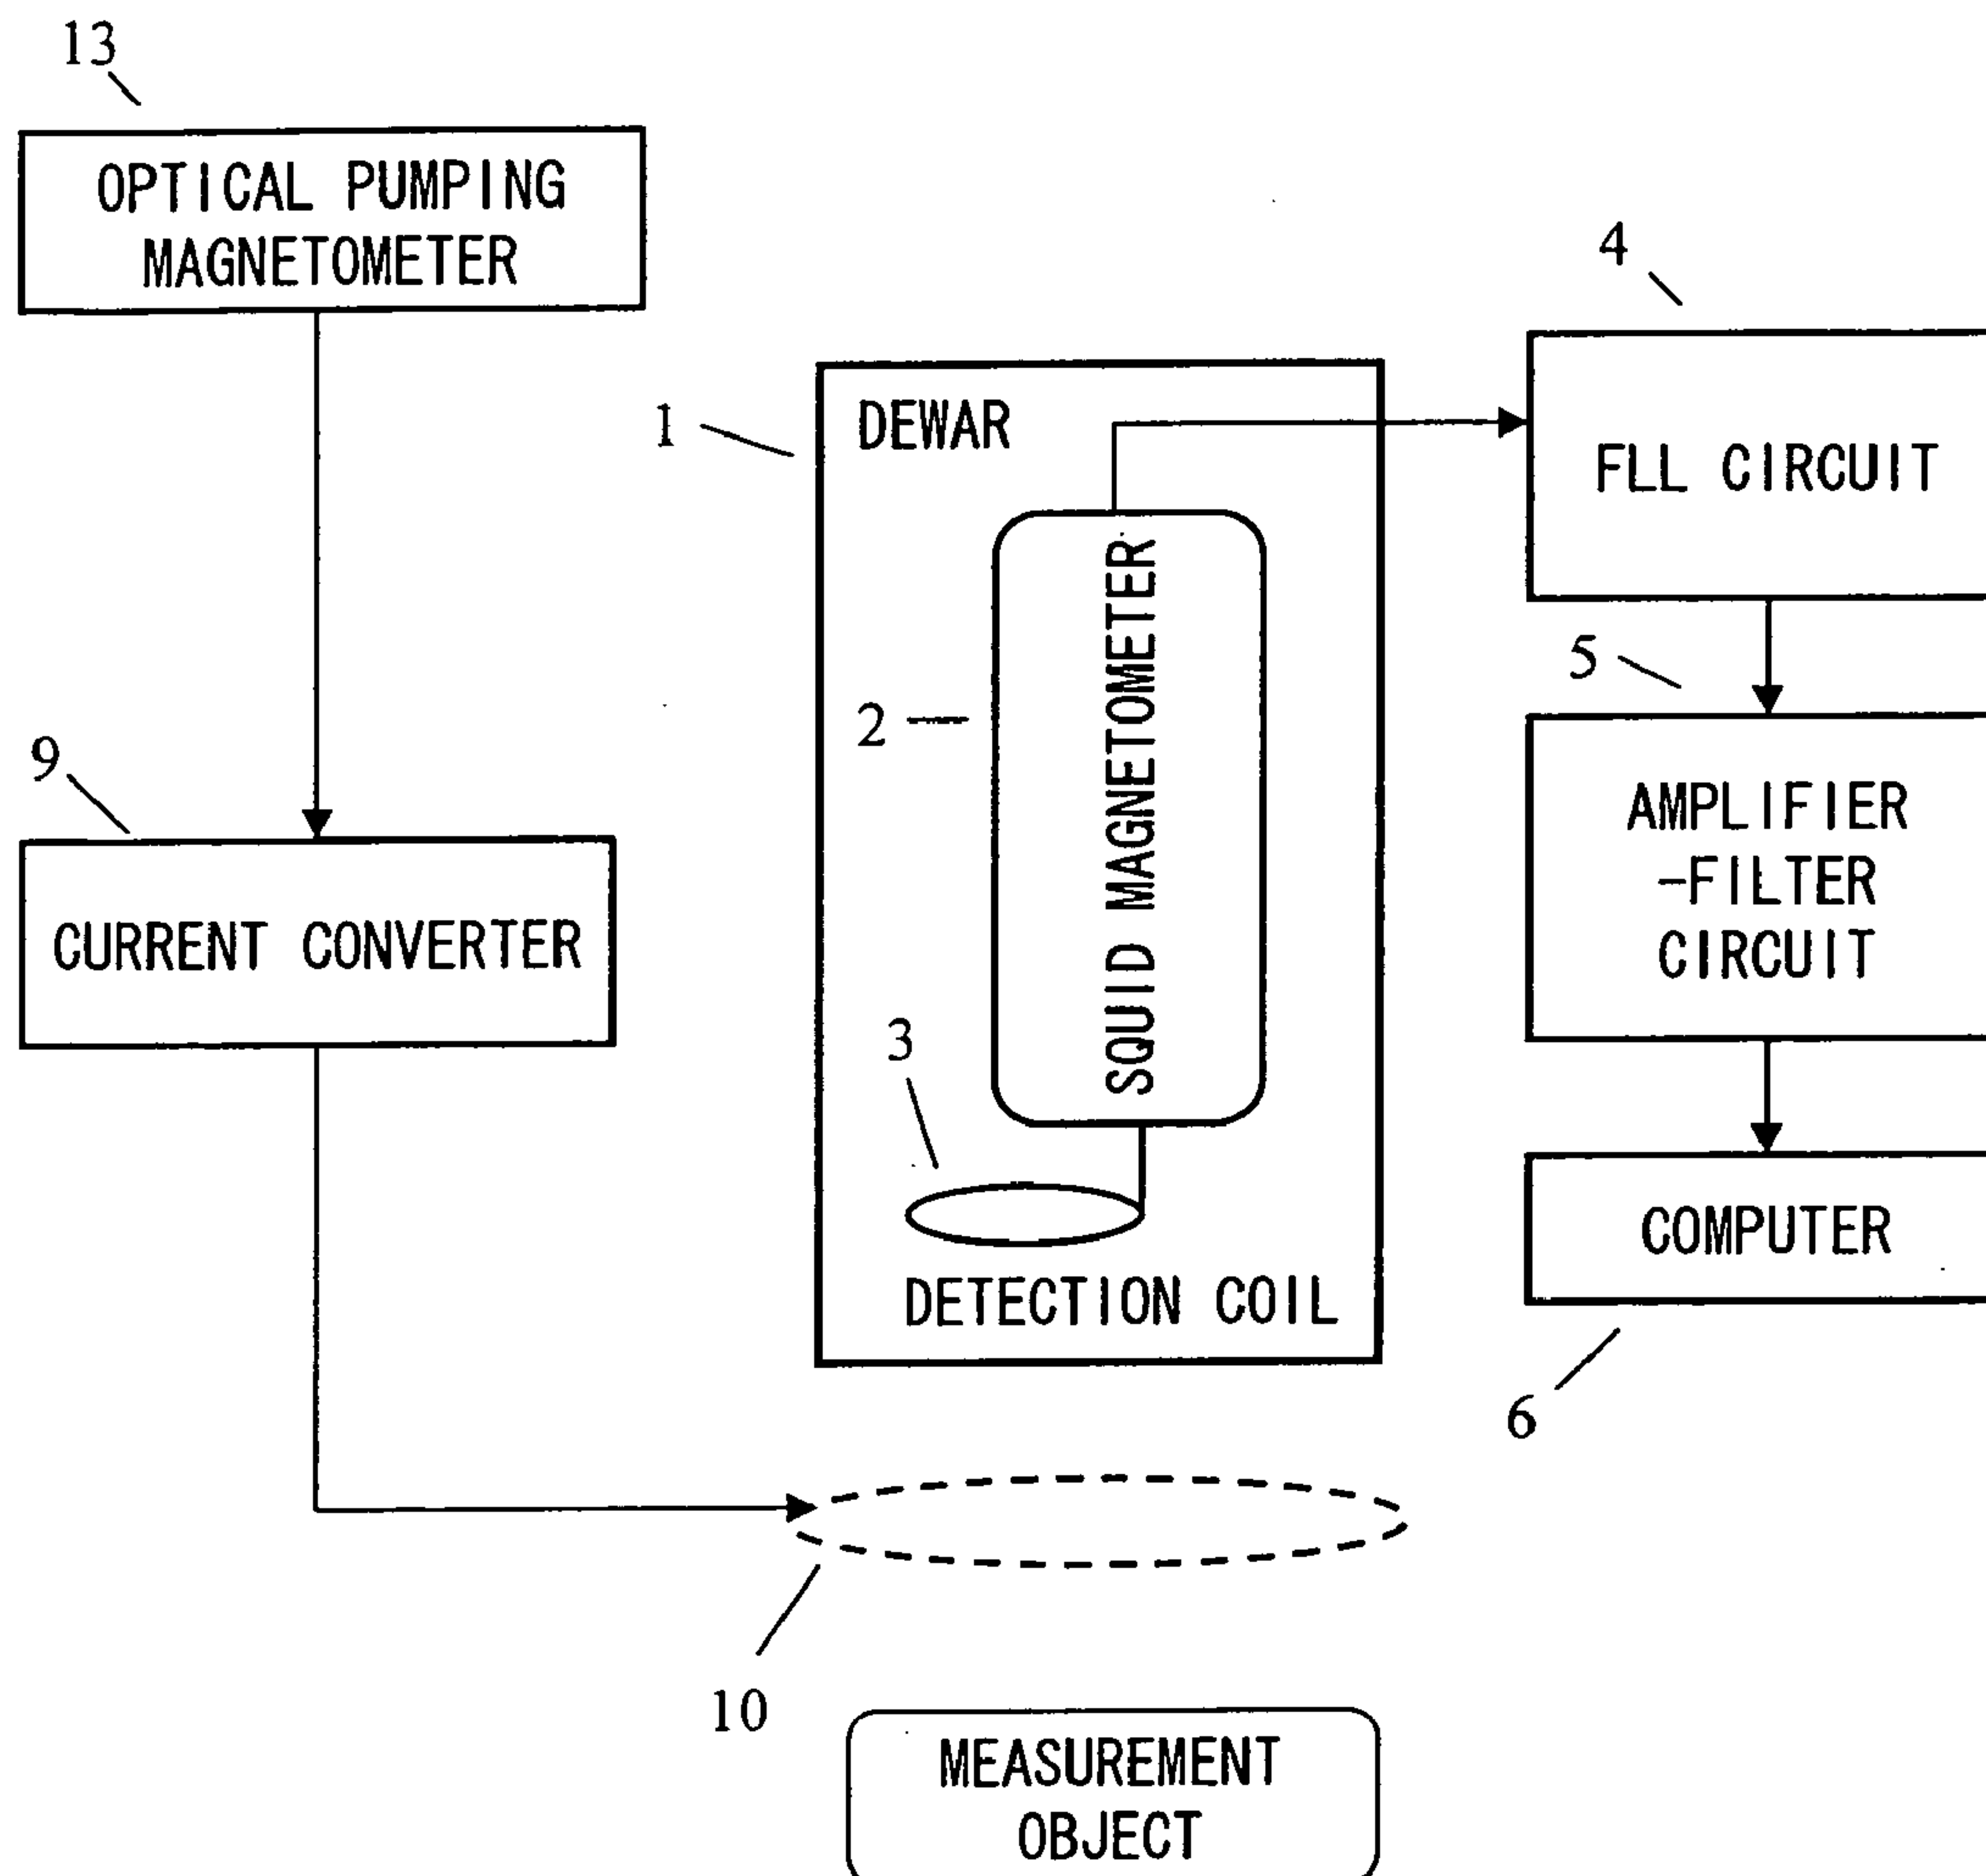 13
OPTICAL PUMPING
MAGNETOMETER
4
1
DEWAR
FLL CIRCUIT
5
2
SQUID MAGNETOMETER
9
AMPLIFIER
-FILTER
CIRCUIT
CURRENT CONVERTER
3
COMPUTER
DETECTION COIL
6
10
MEASUREMENT
OBJECT